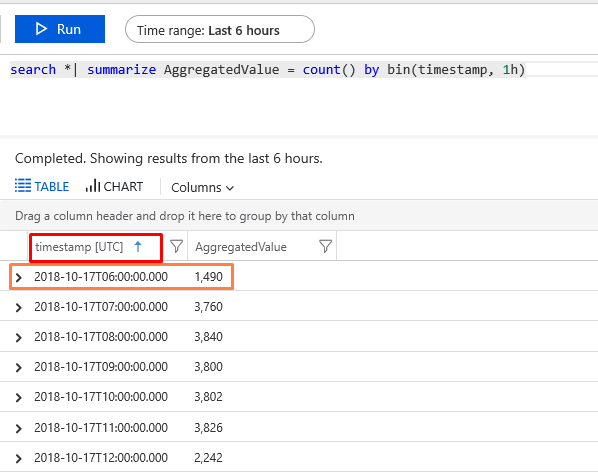 Run Time range: Last 6 hours
search *| summarize AggregatedValue = count() by bin(timestamp, 1h)
Completed. Showing results from the last 6 hours.
TABLE CHART Columns
Drag a column header and drop it here to group by that column
timestamp [UTC] AggregatedValue
2018-10-17T06:00:00.000 1,490
2018-10-17T07:00:00.000 3,760
2018-10-17T08:00:00.000 3,840
2018-10-17T09:00:00.000 3,800
2018-10-17T10:00:00.000 3,802
2018-10-17T11:00:00.000 3,826
2018-10-17T12:00:00.000 2,242